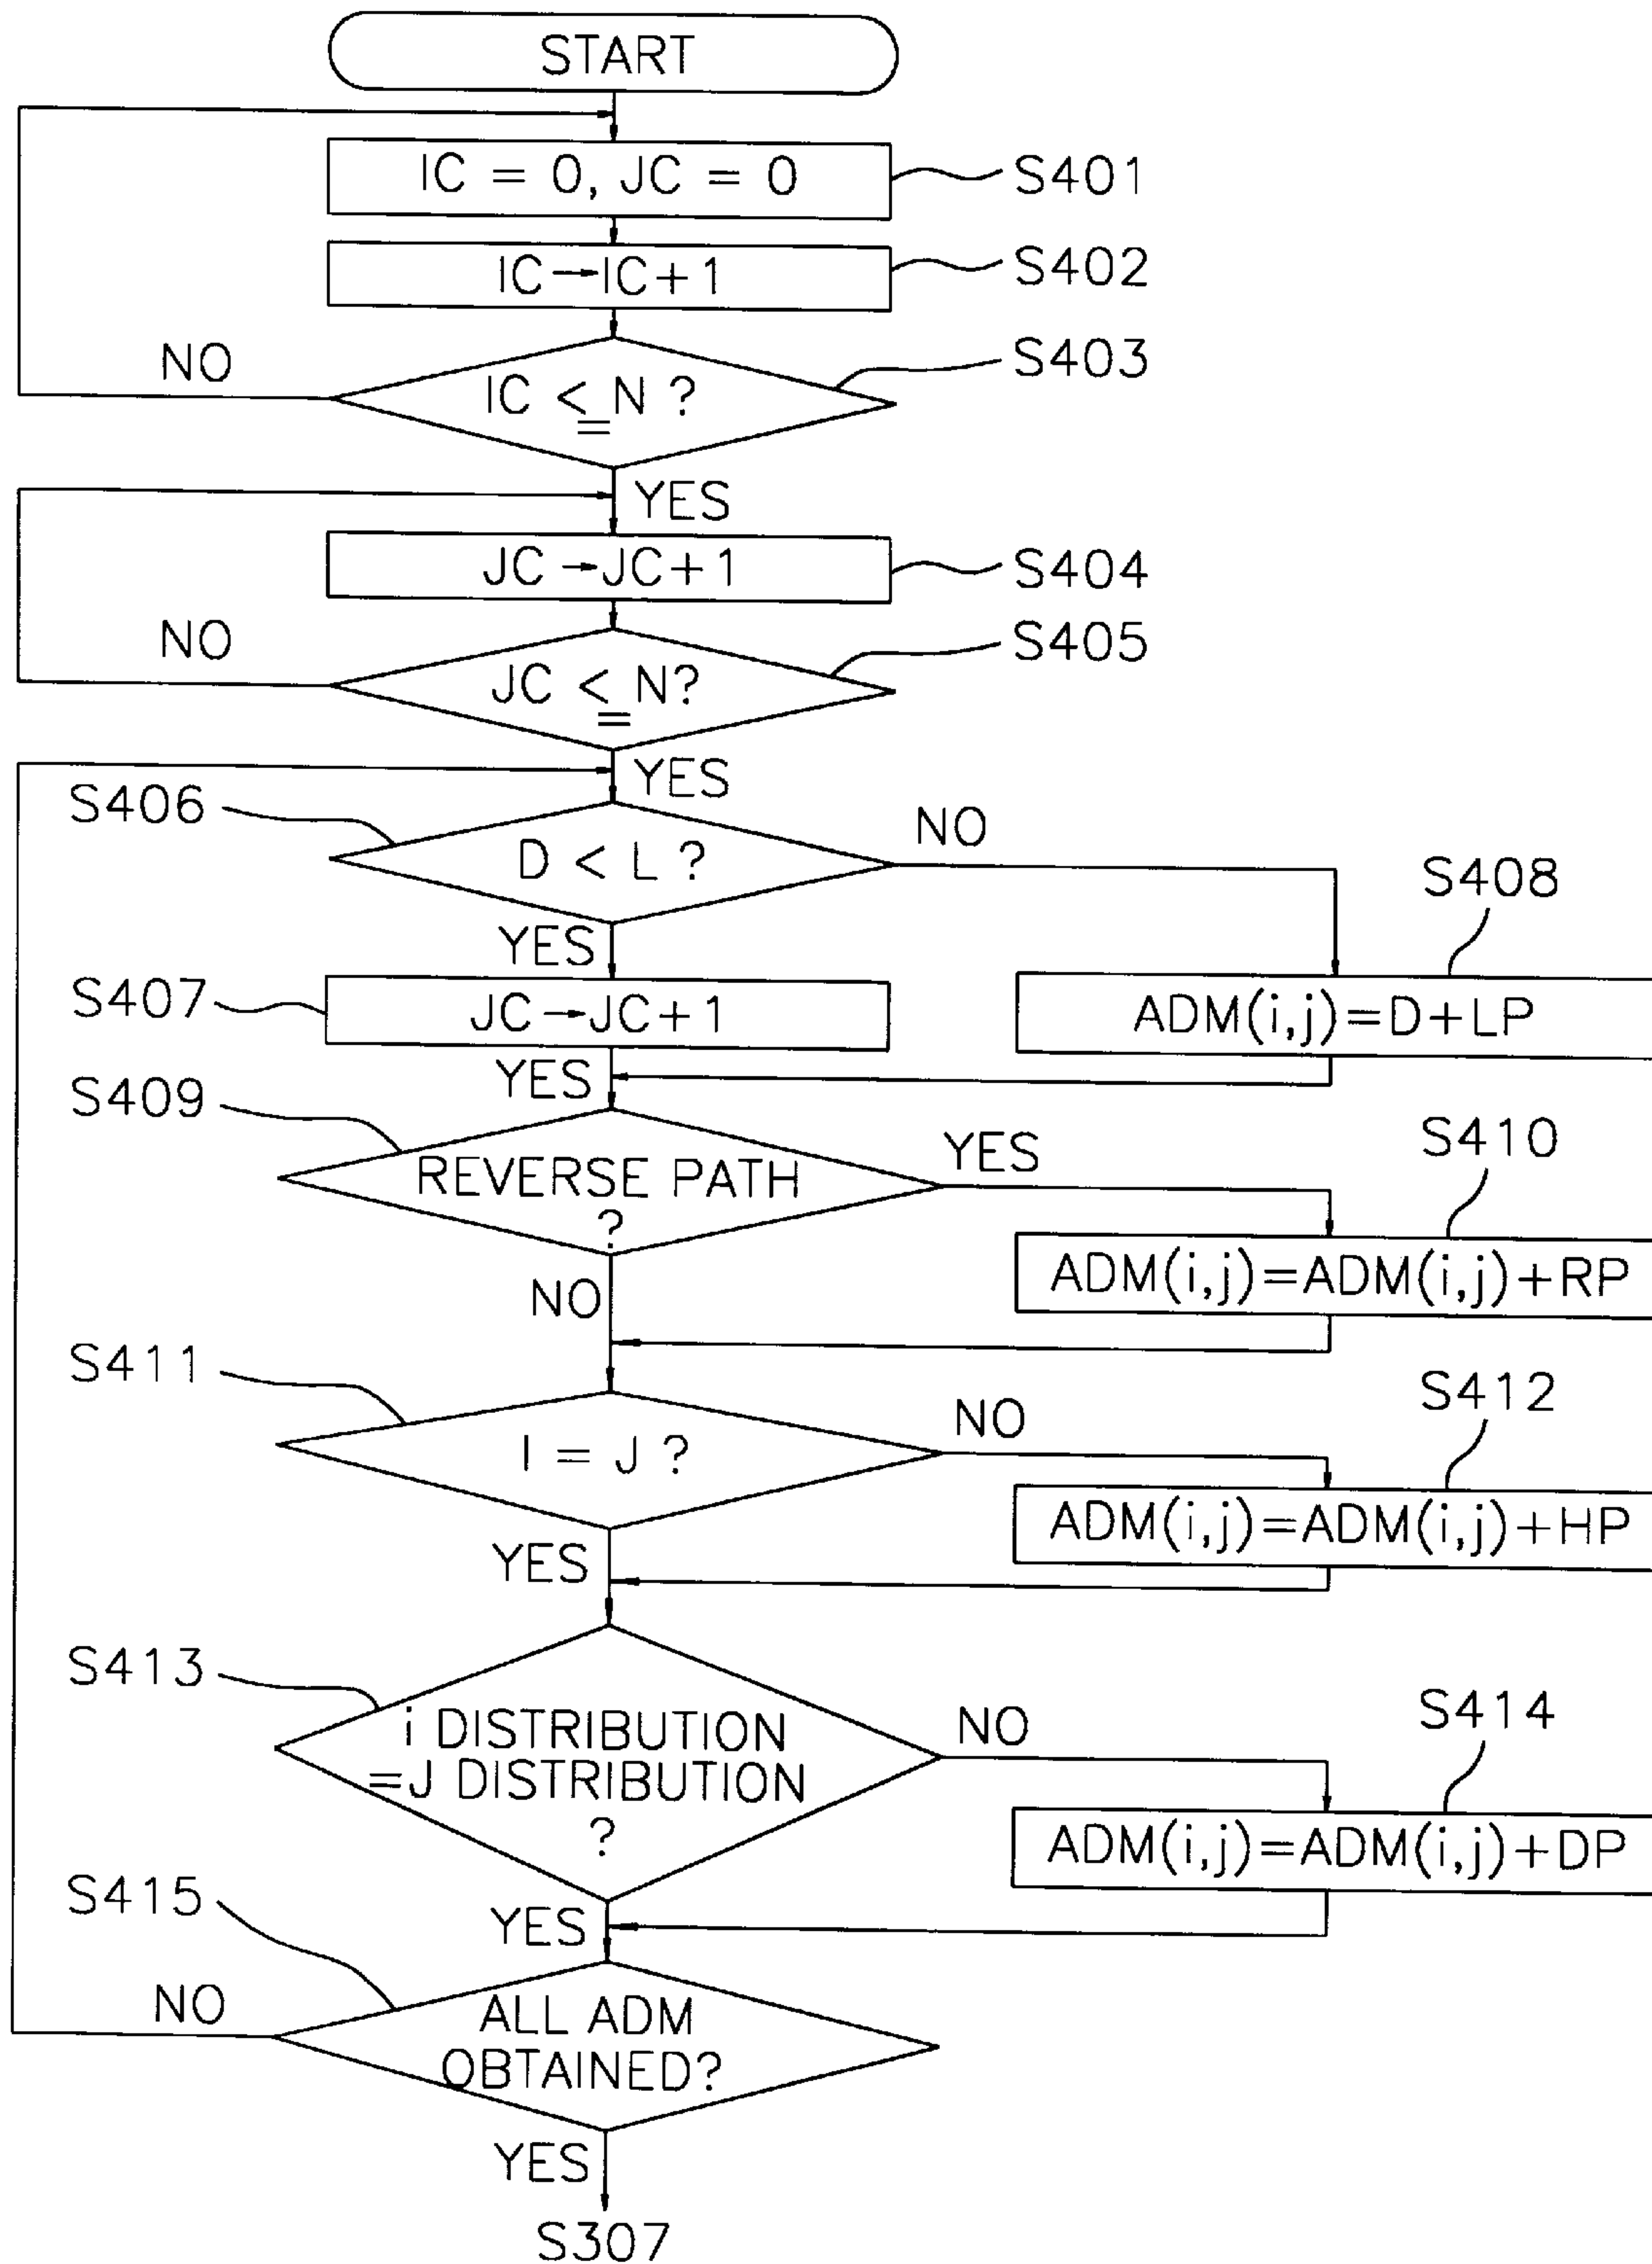 START
IC = 0, JC = 0
S401
IC→IC+1
S402
S403
NO
IC ≦ N ?
YES
JC→JC+1
S404
NO
S405
JC ≦ N?
YES
S406
NO
D < L ?
S408
YES
S407
JC→JC+1
ADM(i,j)=D+LP
YES
S409
S410
YES
REVERSE PATH
?
ADM(i,j)=ADM(i,j)+RP
NO
S411
S412
NO
I = J ?
ADM(i,j)=ADM(i,j)+HP
YES
S413
S414
NO
i DISTRIBUTION
=J DISTRIBUTION
?
ADM(i,j)=ADM(i,j)+DP
S415
YES
NO
ALL ADM
OBTAINED?
YES
S307